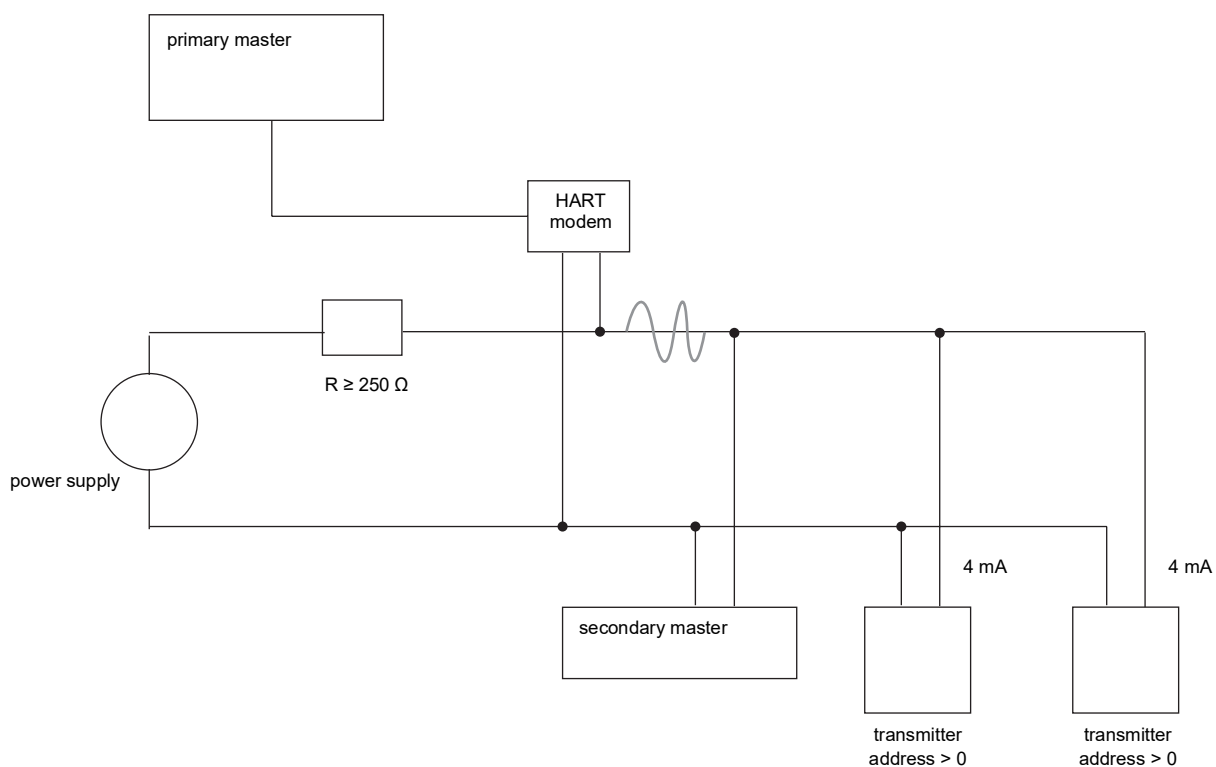 primary master
HART
modem
R ≥ 250 Ω
power supply
4 mA
4 mA
secondary master
transmitter
address > 0
transmitter
address > 0